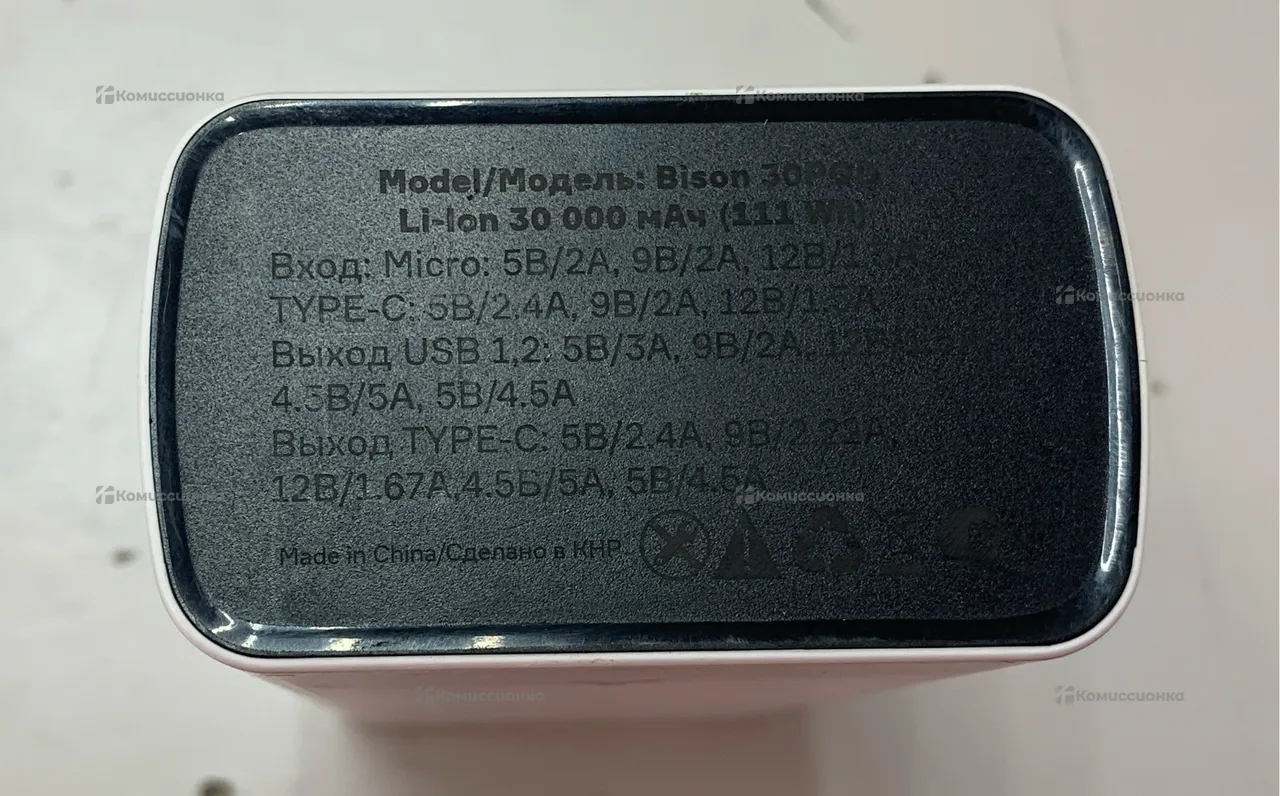 Комиссионка
Комиссионка
Model/Модель: Bison 30PQD
Li-Ion 30 000 мАч (111 Wh)
Вход: Micro: 5В/2А, 9В/2А,
Комиссионка
TYPE-C: 5В/2.4А, 9В/2А,
Выход USB 1,2: 5В/3А, 9В/2А,
4.5В/5А, 5В/4.5А
Выход TYPE-C: 5В/2.4А, 9В/2.22А,
12В/1.67А,4.5В/5А, 5В/4.5А
Комиссионка
Комиссионка
Made in China/Сделано в КНР
Комиссионка
Комиссионка